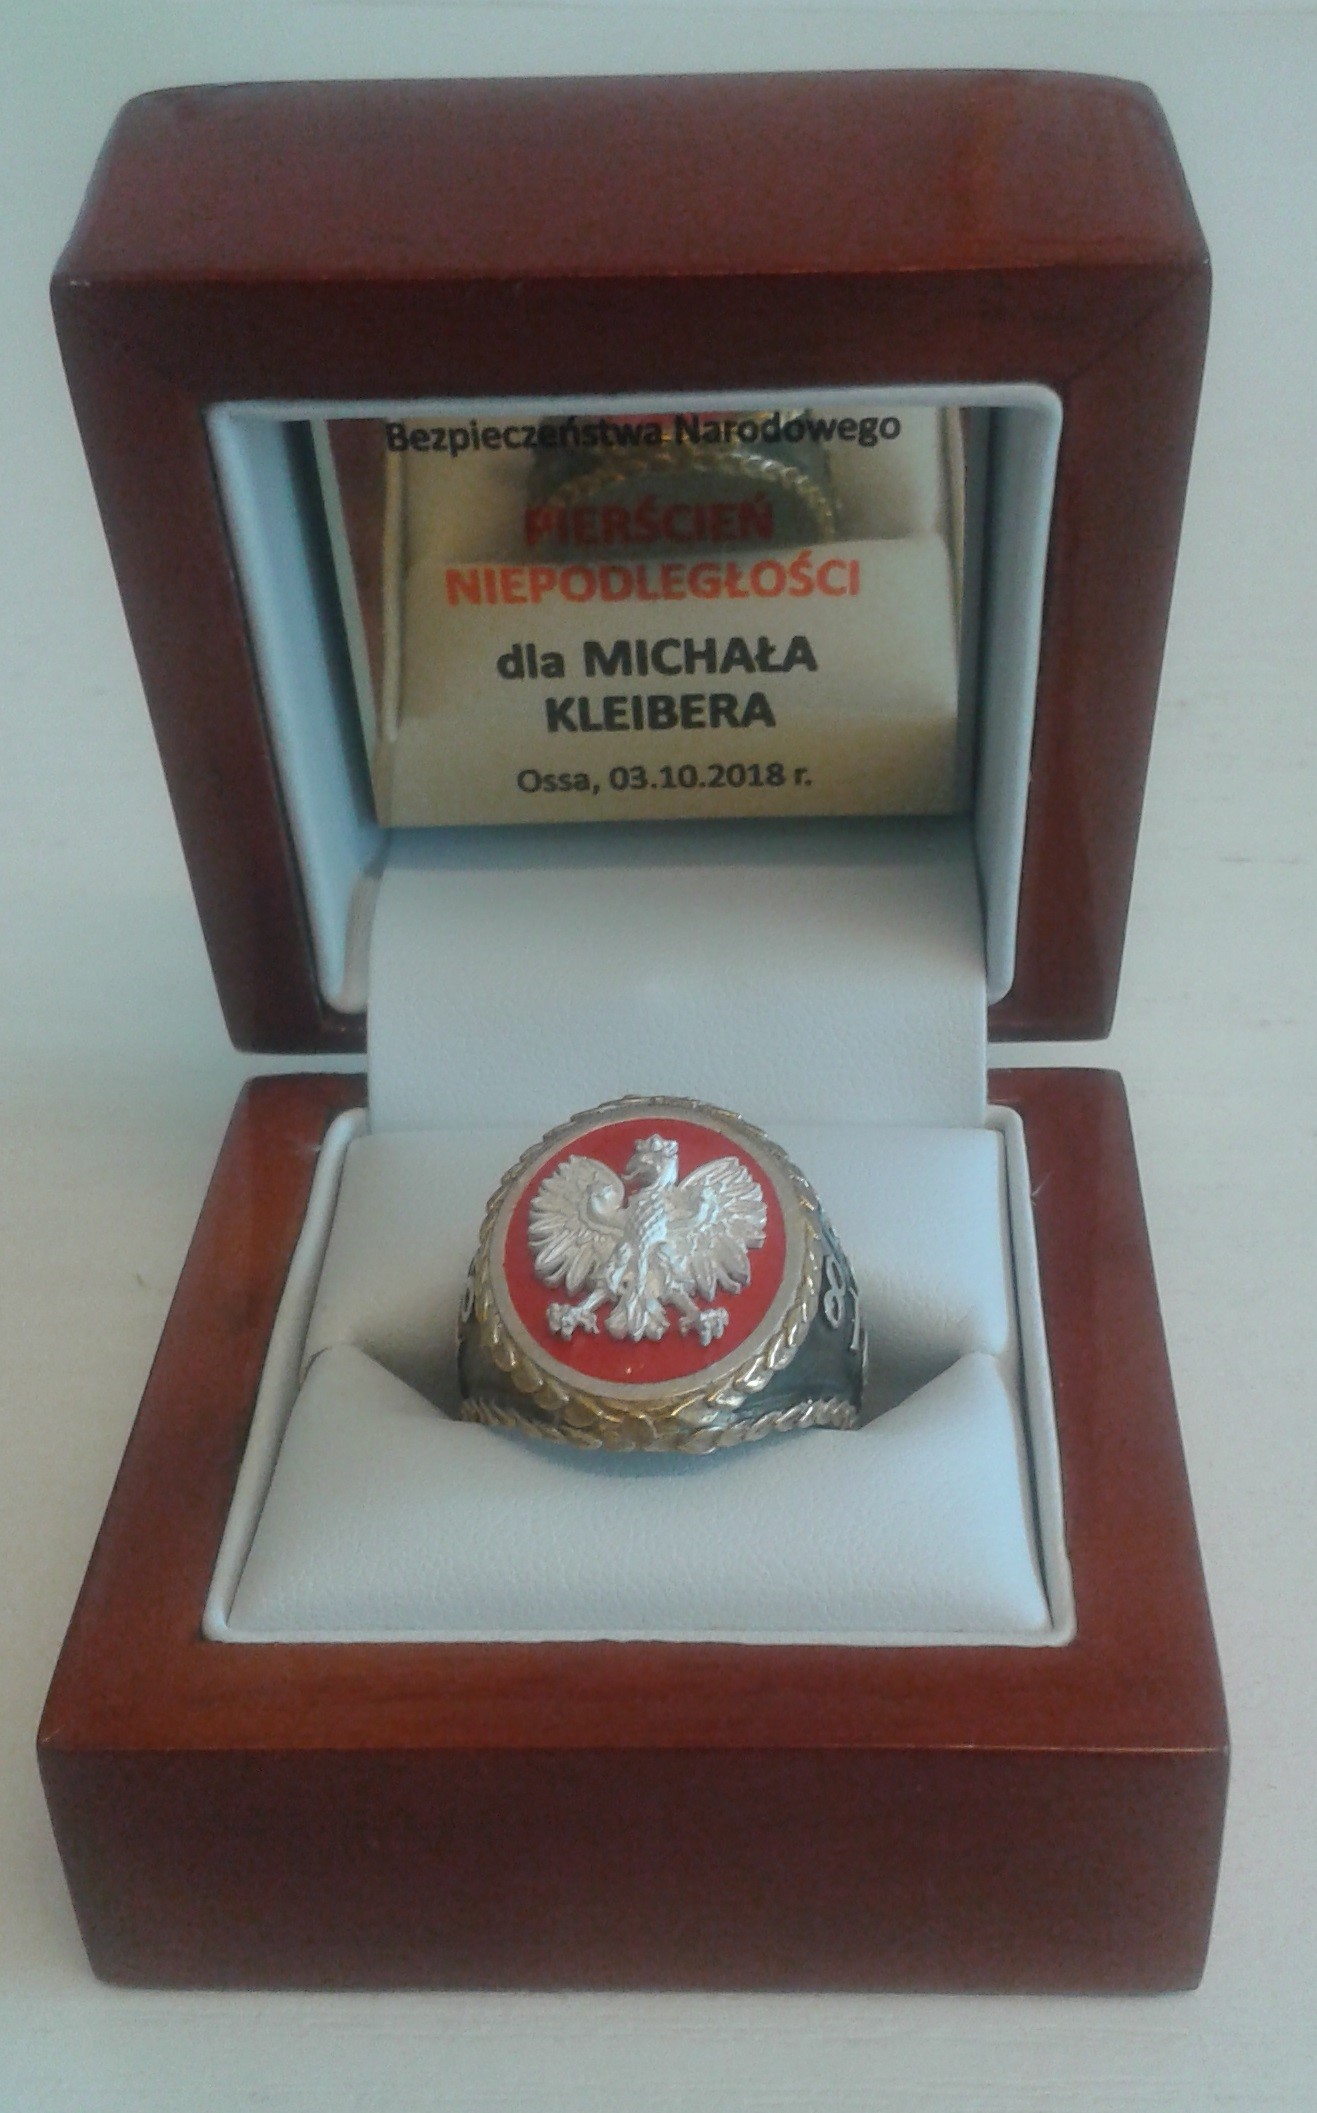 Bezpieczeństwa Narodowego
PIERŚCIEŃ
NIEPODLEGŁOŚCI
dla MICHAŁA
KLEIBERA
Ossa, 03.10.2018 r.